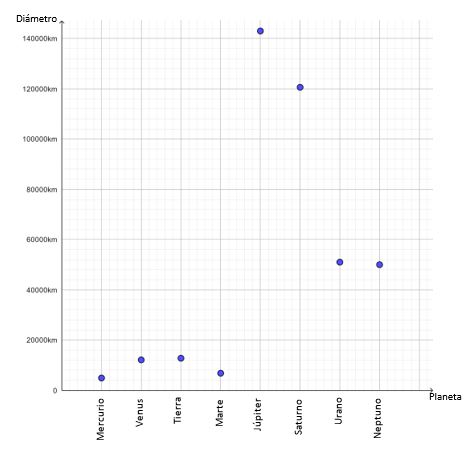 Diámetro
140000km
120000km
100000km
80000km
60000km
40000km
20000km
0
Planeta
Mercurio
Venus
Tierra
Marte
Júpiter
Saturno
Urano
Neptuno